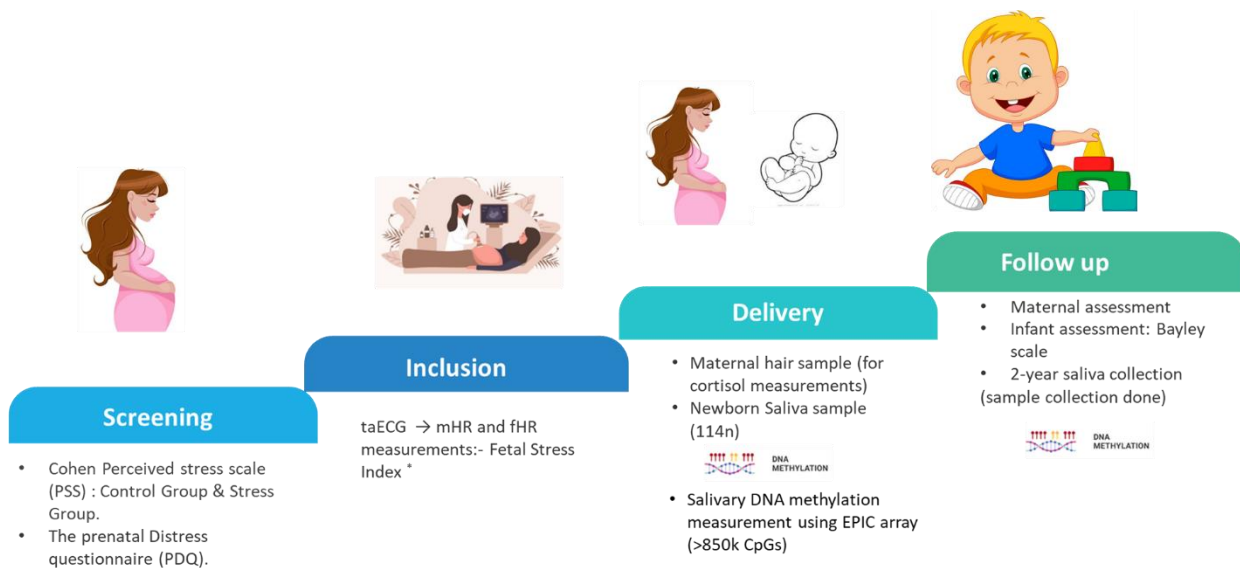 Screening
• Cohen Perceived stress scale
(PSS) : Control Group & Stress
Group.
• The prenatal Distress
questionnaire (PDQ).
Inclusion
taECG → mHR and fHR
measurements:- Fetal Stress
Index *
Delivery
• Maternal hair sample (for
cortisol measurements)
• Newborn Saliva sample
(114n)
DNA
METHYLATION
• Salivary DNA methylation
measurement using EPIC array
(>850k CpGs)
Follow up
• Maternal assessment
• Infant assessment: Bayley
scale
• 2-year saliva collection
(sample collection done)
DNA
METHYLATION